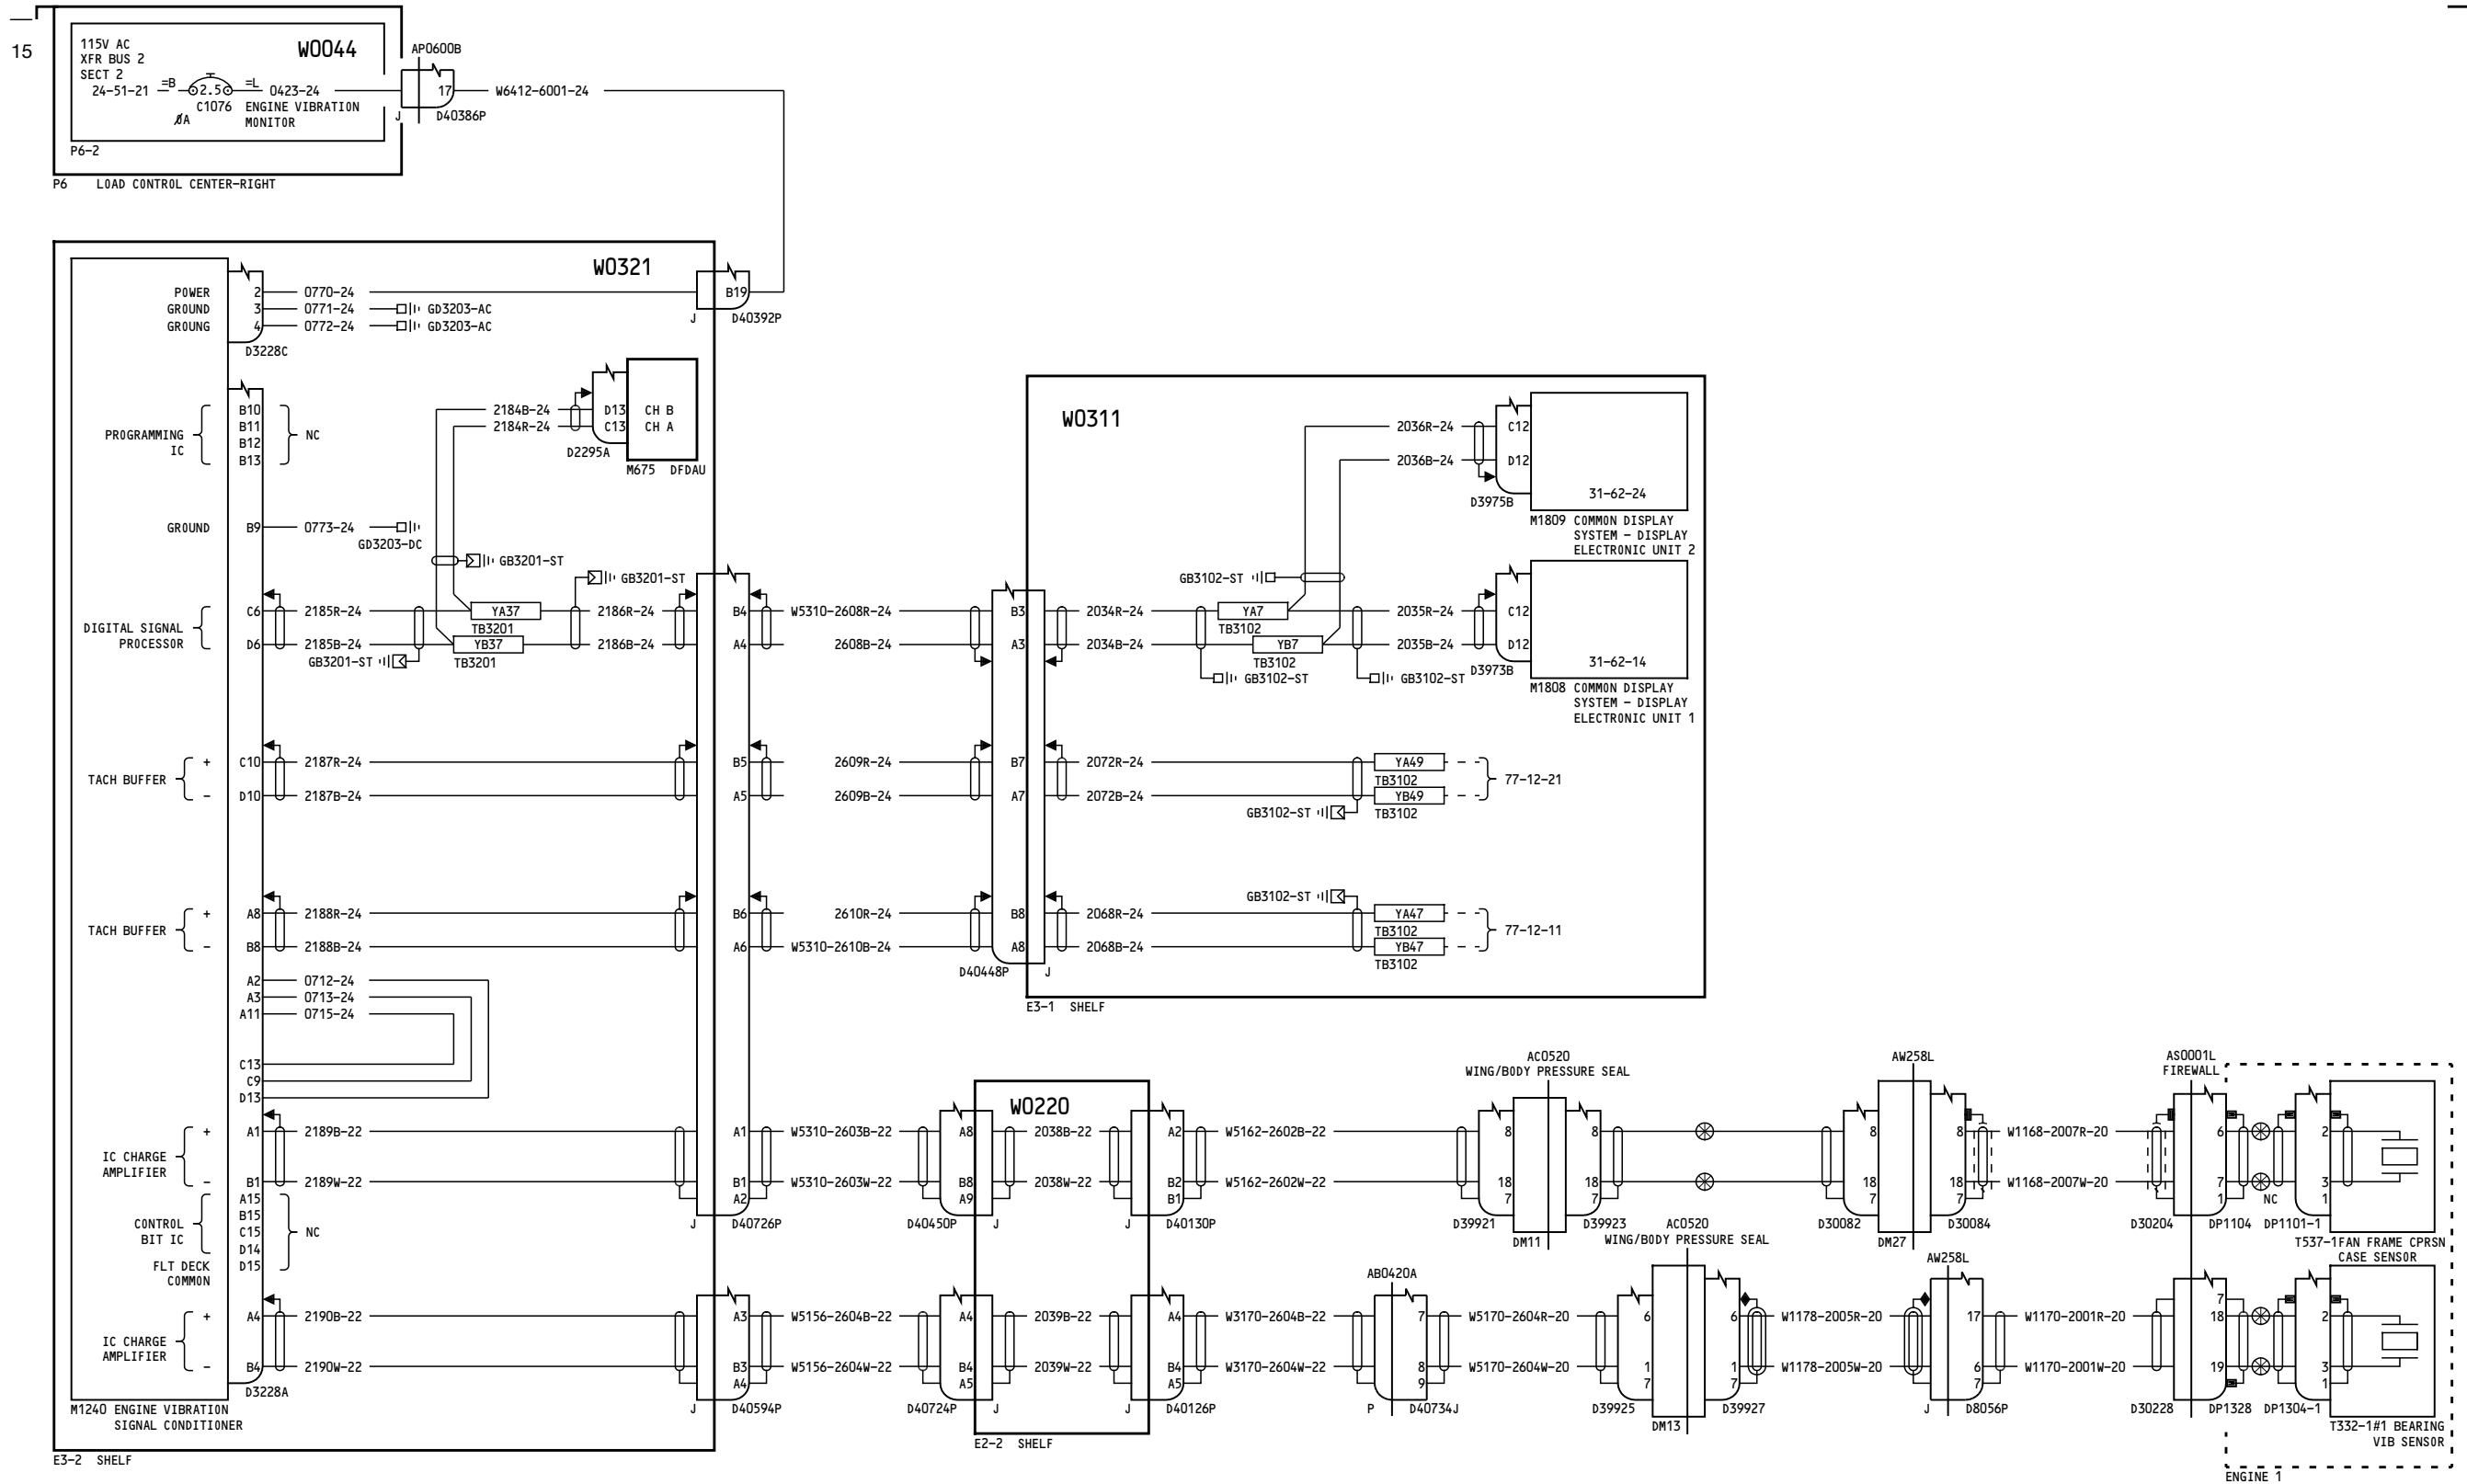 15
115V AC
XFR BUS 2
SECT 2
24-51-21
=B
2.5
=L
0423-24
C1076 ENGINE VIBRATION
MONITOR
ØA
W0044
P6-2
P6 LOAD CONTROL CENTER-RIGHT
AP0600B
17
W6412-6001-24
J
D40386P
W0321
POWER 2 0770-24
GROUND 3 0771-24 GD3203-AC
GROUNG 4 0772-24 GD3203-AC
D3228C
B19
J D40392P
PROGRAMMING
IC
B10
B11
B12
B13
NC
2184B-24 D13 CH B
2184R-24 C13 CH A
D2295A
M675 DFDAU
GROUND B9 0773-24
GD3203-DC
GB3201-ST
GB3201-ST
DIGITAL SIGNAL
PROCESSOR
C6 2185R-24 YA37 2186R-24 B4 W5310-2608R-24 B3 2034R-24 YA7 2035R-24 C12
TB3201
TB3102
D6 2185B-24 YB37 2186B-24 A4 2608B-24 A3 2034B-24 YB7 2035B-24 D12
GB3201-ST
TB3201
TB3102
GB3102-ST
GB3102-ST
GB3102-ST
W0311
2036R-24 C12
2036B-24 D12
D3975B
31-62-24
M1809 COMMON DISPLAY
SYSTEM - DISPLAY
ELECTRONIC UNIT 2
31-62-14
D3973B
M1808 COMMON DISPLAY
SYSTEM - DISPLAY
ELECTRONIC UNIT 1
TACH BUFFER
+ C10 2187R-24 B5 2609R-24 B7 2072R-24 YA49
TB3102
77-12-21
- D10 2187B-24 A5 2609B-24 A7 2072B-24 YB49
GB3102-ST
TB3102
GB3102-ST
TACH BUFFER
+ A8 2188R-24 B6 2610R-24 B8 2068R-24 YA47
TB3102
77-12-11
- B8 2188B-24 A6 W5310-2610B-24 A8 2068B-24 YB47
TB3102
D40448P J
E3-1 SHELF
A2 0712-24
A3 0713-24
A11 0715-24
C13
C9
D13
IC CHARGE
AMPLIFIER
+ A1 2189B-22 A1 W5310-2603B-22 A8 2038B-22 A2 W5162-2602B-22 8 8 8 8 W1168-2007R-20 6 2
- B1 2189W-22 B1 W5310-2603W-22 B8 2038W-22 B2 W5162-2602W-22 18 18 18 18 W1168-2007W-20 7 3
A2 A9 B1 7 7 7 7 1 NC 1
W0220
AC0520
WING/BODY PRESSURE SEAL
AW258L
AS0001L
FIREWALL
J D40726P
D40450P J
J D40130P
D39921
DM11
D39923
D30082
DM27
D30084
D30204
DP1104
DP1101-1
T537-1FAN FRAME CPRSN
CASE SENSOR
CONTROL
BIT IC
A15
B15
C15
D14
D15
NC
FLT DECK
COMMON
AC0520
WING/BODY PRESSURE SEAL
AB0420A
AW258L
IC CHARGE
AMPLIFIER
+ A4 2190B-22 A3 W5156-2604B-22 A4 2039B-22 A4 W3170-2604B-22 7 W5170-2604R-20 6 6 W1178-2005R-20 17 W1170-2001R-20 18 2
7
- B4 2190W-22 B3 W5156-2604W-22 B4 2039W-22 B4 W3170-2604W-22 8 W5170-2604W-20 1 1 W1178-2005W-20 6 W1170-2001W-20 19 3
A4 A5 A5 9 7 7 7 1
D3228A
M1240 ENGINE VIBRATION
SIGNAL CONDITIONER
J D40594P
D40724P J
J D40126P
P D40734J
D39925
DM13
D39927
J D8056P
D30228
DP1328
DP1304-1
T332-1#1 BEARING
VIB SENSOR
E2-2 SHELF
E3-2 SHELF
ENGINE 1